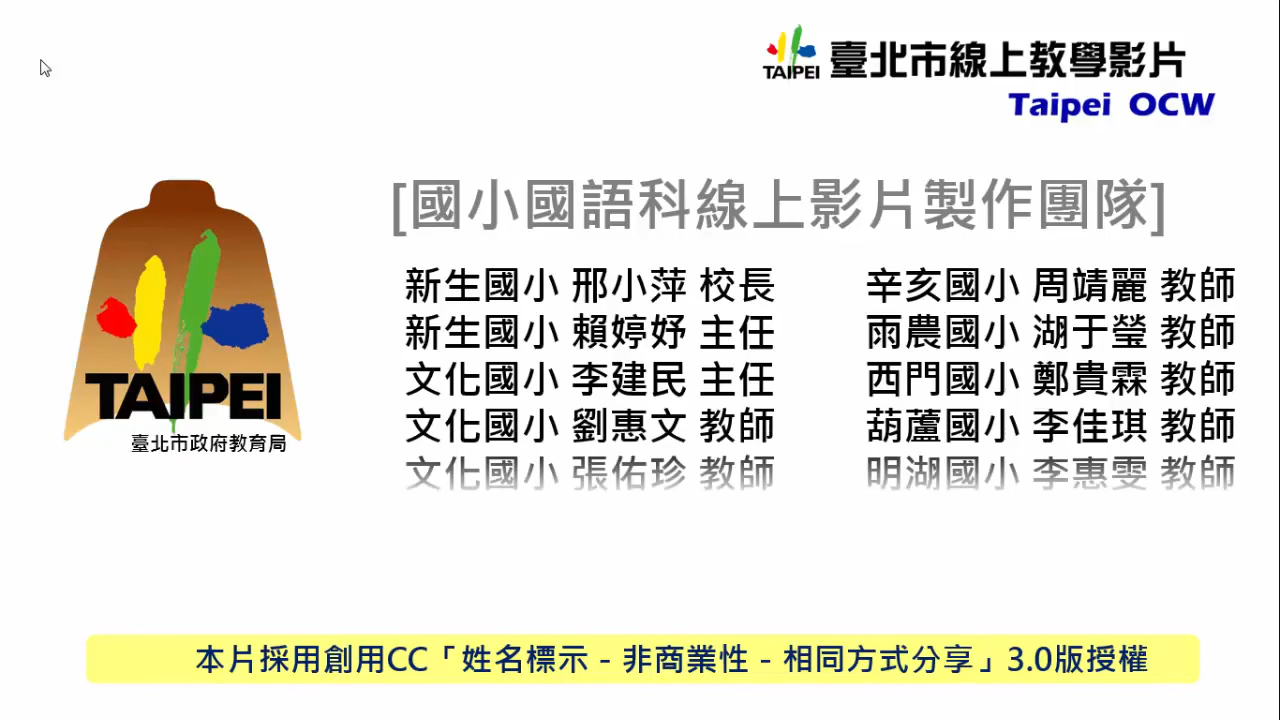 TAIPEI 臺北市線上教學影片
Taipei OCW
[國小國語科線上影片製作團隊]
新生國小 邢小萍 校長
新生國小 賴婷妤 主任
文化國小 李建民 主任
文化國小 劉惠文 教師
文化國小 張佑珍 教師
辛亥國小 周靖麗 教師
雨農國小 湖于瑩 教師
西門國小 鄭貴霖 教師
葫蘆國小 李佳琪 教師
明湖國小 李惠雯 教師
TAIPEI
臺北市政府教育局
本片採用創用CC「姓名標示 - 非商業性 - 相同方式分享」3.0版授權